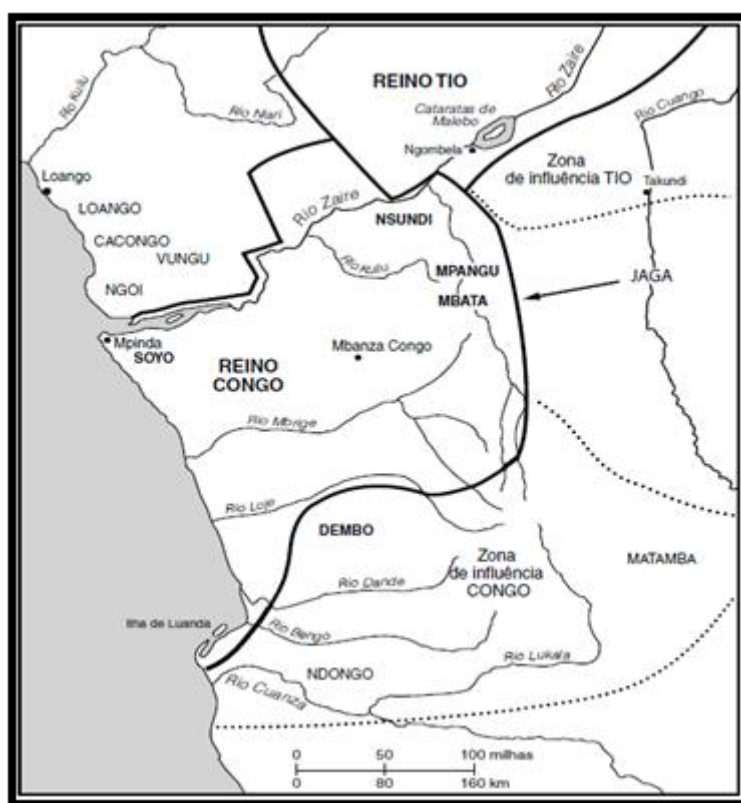 REINO TIO
Rio Zaire
Rio Kuilu
Rio Niari
Cataratas de
Malebo
Rio Cuango
Ngombela
Zona
de influência TIO
Takundi
Loango
LOANGO
Rio Zaire
NSUNDI
CACONGO
VUNGU
MPANGU
Rio Kuilu
JAGA
NGOI
MBATA
Mpinda
SOYO
REINO
CONGO
Mbanza Congo
Rio Mbrige
Rio Loje
DEMBO
Zona
de influência
CONGO
MATAMBA
Rio Dande
Ilha de Luanda
Rio Bengo
Rio Lukala
NDONGO
Rio Cuanza
0 50 100 milhas
0 80 160 km